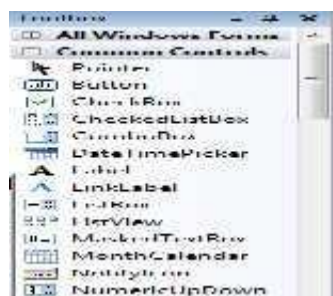 Toolbox
All Windows Forms
Common Controls
Pointer
Button
CheckBox
CheckedListBox
ComboBox
DateTimePicker
Label
LinkLabel
ListBox
ListView
MaskedTextBox
MonthCalendar
NotifyIcon
NumericUpDown